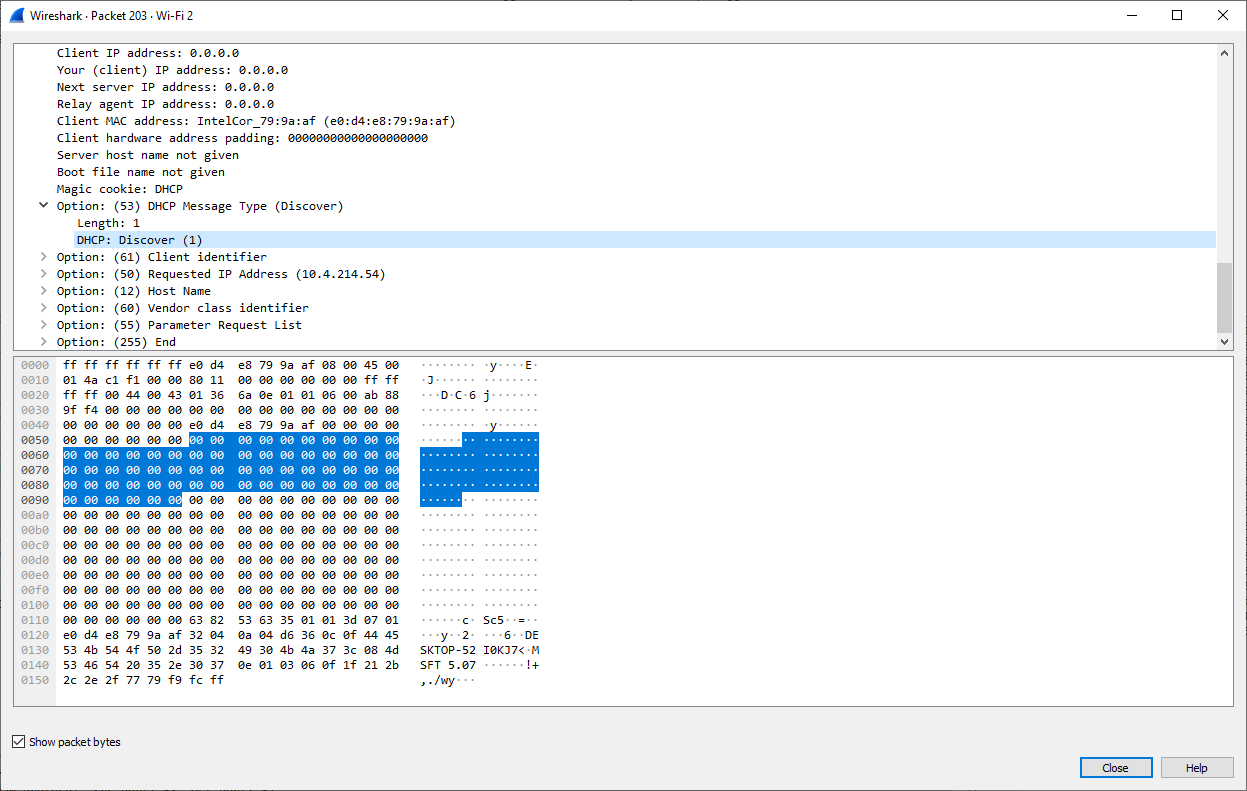 Wireshark · Packet 203 · Wi-Fi 2
Client IP address: 0.0.0.0
Your (client) IP address: 0.0.0.0
Next server IP address: 0.0.0.0
Relay agent IP address: 0.0.0.0
Client MAC address: IntelCor_79:9a:af (e0:d4:e8:79:9a:af)
Client hardware address padding: 00000000000000000000
Server host name not given
Boot file name not given
Magic cookie: DHCP
Option: (53) DHCP Message Type (Discover)
Length: 1
DHCP: Discover (1)
Option: (61) Client identifier
Option: (50) Requested IP Address (10.4.214.54)
Option: (12) Host Name
Option: (60) Vendor class identifier
Option: (55) Parameter Request List
Option: (255) End
0000 ff ff ff ff ff ff e0 d4 e8 79 9a af 08 00 45 00 ········ ·y····E·
0010 01 4a c1 f1 00 00 80 11 00 00 00 00 00 00 ff ff ·J······ ········
0020 ff ff 00 44 00 43 01 36 6a 0e 01 01 06 00 ab 88 ···D·C·6 j·······
0030 9f f4 00 00 00 00 00 00 00 00 00 00 00 00 00 00 ········ ········
0040 00 00 00 00 00 00 e0 d4 e8 79 9a af 00 00 00 00 ········ ·y······
0050 00 00 00 00 00 00 00 00 00 00 00 00 00 00 00 00 ········ ········
0060 00 00 00 00 00 00 00 00 00 00 00 00 00 00 00 00 ········ ········
0070 00 00 00 00 00 00 00 00 00 00 00 00 00 00 00 00 ········ ········
0080 00 00 00 00 00 00 00 00 00 00 00 00 00 00 00 00 ········ ········
0090 00 00 00 00 00 00 00 00 00 00 00 00 00 00 00 00 ········ ········
00a0 00 00 00 00 00 00 00 00 00 00 00 00 00 00 00 00 ········ ········
00b0 00 00 00 00 00 00 00 00 00 00 00 00 00 00 00 00 ········ ········
00c0 00 00 00 00 00 00 00 00 00 00 00 00 00 00 00 00 ········ ········
00d0 00 00 00 00 00 00 00 00 00 00 00 00 00 00 00 00 ········ ········
00e0 00 00 00 00 00 00 00 00 00 00 00 00 00 00 00 00 ········ ········
00f0 00 00 00 00 00 00 00 00 00 00 00 00 00 00 00 00 ········ ········
0100 00 00 00 00 00 00 00 00 00 00 00 00 00 00 00 00 ········ ········
0110 00 00 00 00 00 00 63 82 53 63 35 01 01 3d 07 01 ······c· Sc5··=··
0120 e0 d4 e8 79 9a af 32 04 0a 04 d6 36 0c 0f 44 45 ···y··2· ···6··DE
0130 53 4b 54 4f 50 2d 35 32 49 30 4b 4a 37 3c 08 4d SKTOP-52 I0KJ7<·M
0140 53 46 54 20 35 2e 30 37 0e 01 03 06 0f 1f 21 2b SFT 5.07 ······!+
0150 2c 2e 2f 77 79 f9 fc ff ,./wy···
Show packet bytes
Close
Help